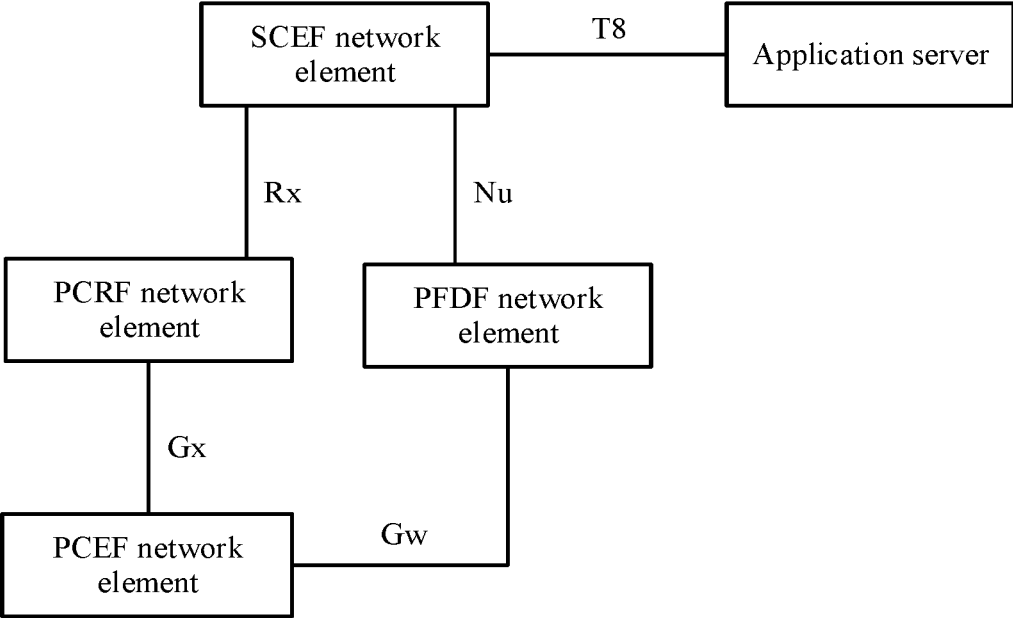 SCEF network
element
T8
Application server
Rx
Nu
PCRF network
element
PFDF network
element
Gx
Gw
PCEF network
element